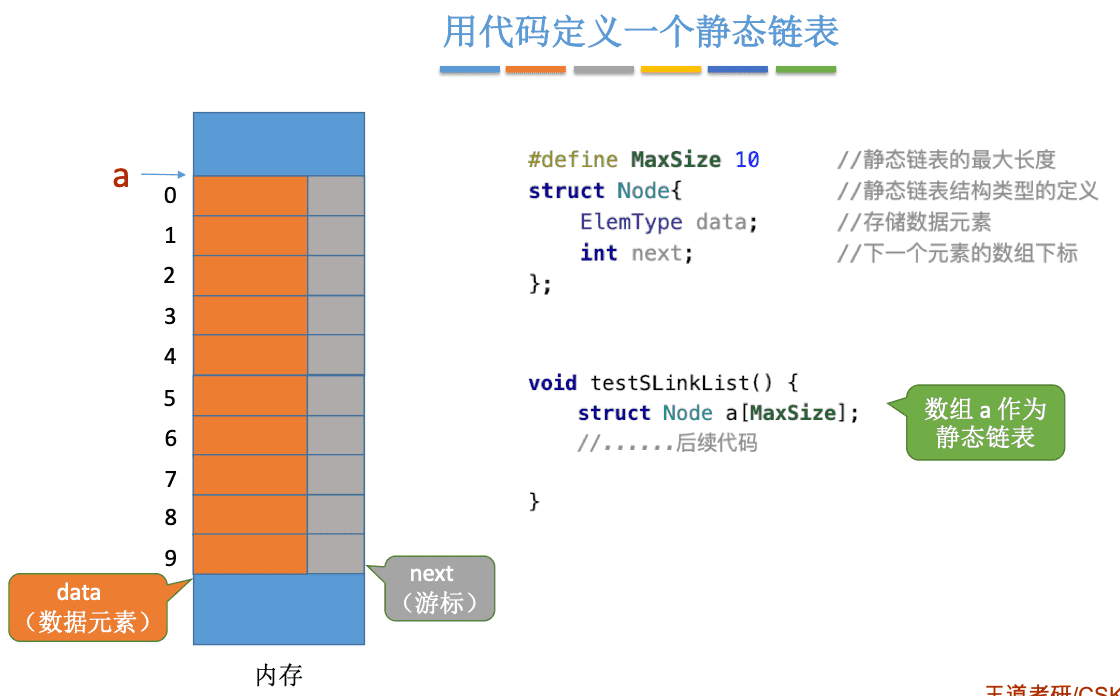 用代码定义一个静态链表
a
0
1
2
3
4
5
6
7
8
9
data
（数据元素）
next
（游标）
内存
#define MaxSize 10 //静态链表的最大长度
struct Node{ //静态链表结构类型的定义
ElemType data; //存储数据元素
int next; //下一个元素的数组下标
};
void testSLinkList() {
struct Node a[MaxSize];
//......后续代码
}
数组 a 作为
静态链表
王道考研/CSK